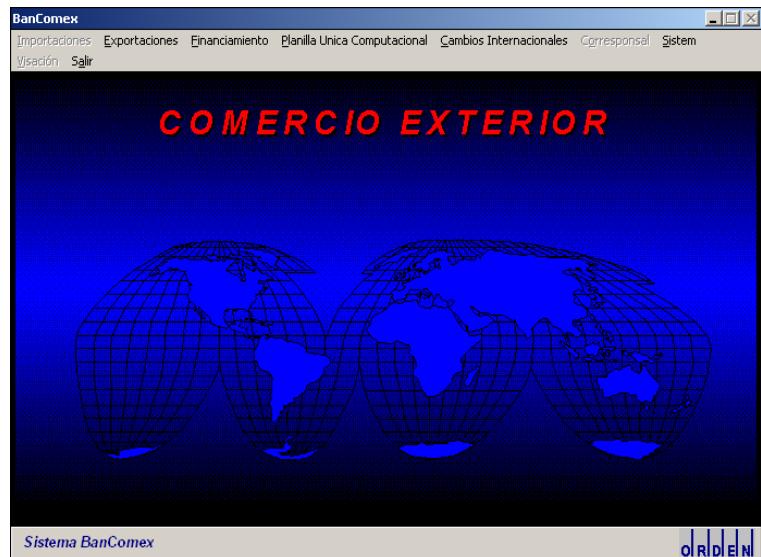 BanComex
Importaciones Exportaciones Financiamiento Planilla Unica Computacional Cambios Internacionales Corresponsal Sistem
Visación Salir
COMERCIO EXTERIOR
Sistema BanComex
ORDEN